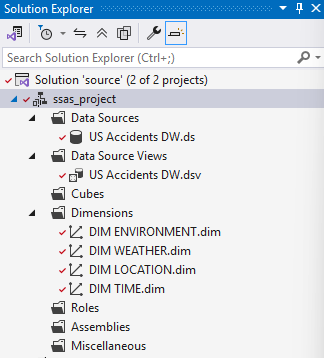 Solution Explorer
Search Solution Explorer (Ctrl+;)
Solution 'source' (2 of 2 projects)
ssas_project
Data Sources
US Accidents DW.ds
Data Source Views
US Accidents DW.dsv
Cubes
Dimensions
DIM ENVIRONMENT.dim
DIM WEATHER.dim
DIM LOCATION.dim
DIM TIME.dim
Roles
Assemblies
Miscellaneous